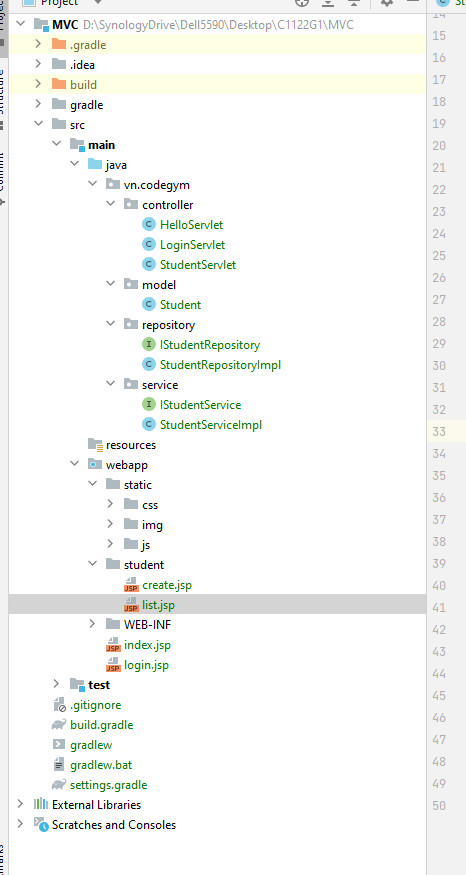 Project
MVC D:\SynologyDrive\Dell5590\Desktop\C1122G1\MVC
.gradle
.idea
build
gradle
src
main
java
vn.codegym
controller
HelloServlet
LoginServlet
StudentServlet
model
Student
repository
IStudentRepository
StudentRepositoryImpl
service
IStudentService
StudentServiceImpl
resources
webapp
static
css
img
js
student
create.jsp
list.jsp
WEB-INF
index.jsp
login.jsp
test
.gitignore
build.gradle
gradlew
gradlew.bat
settings.gradle
External Libraries
Scratches and Consoles
14
15
16
17
18
19
20
21
22
23
24
25
26
27
28
29
30
31
32
33
34
35
36
37
38
39
40
41
42
43
44
45
46
47
48
49
50